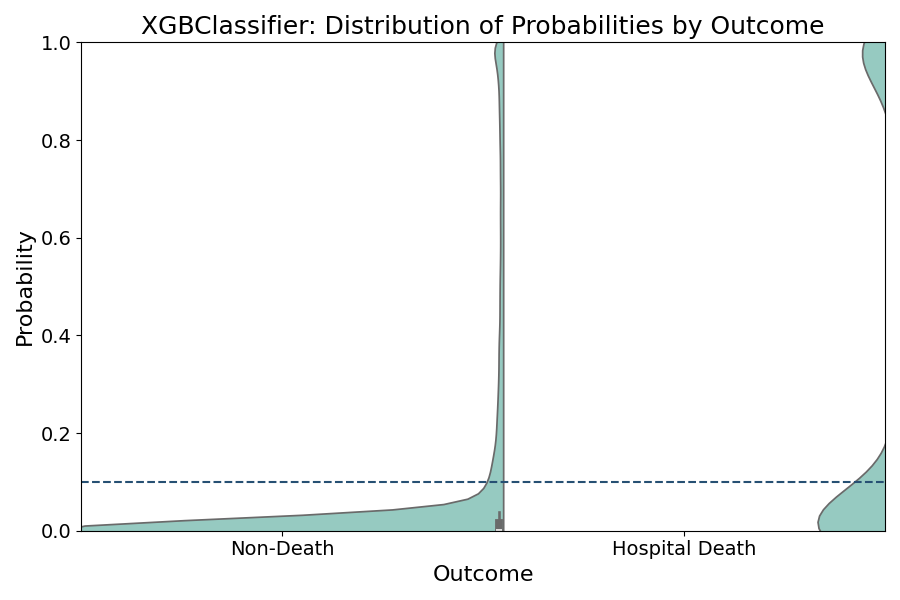 XGBClassifier: Distribution of Probabilities by Outcome
1.0
0.8
0.6
0.4
0.2
0.0
Probability
Non-Death
Hospital Death
Outcome